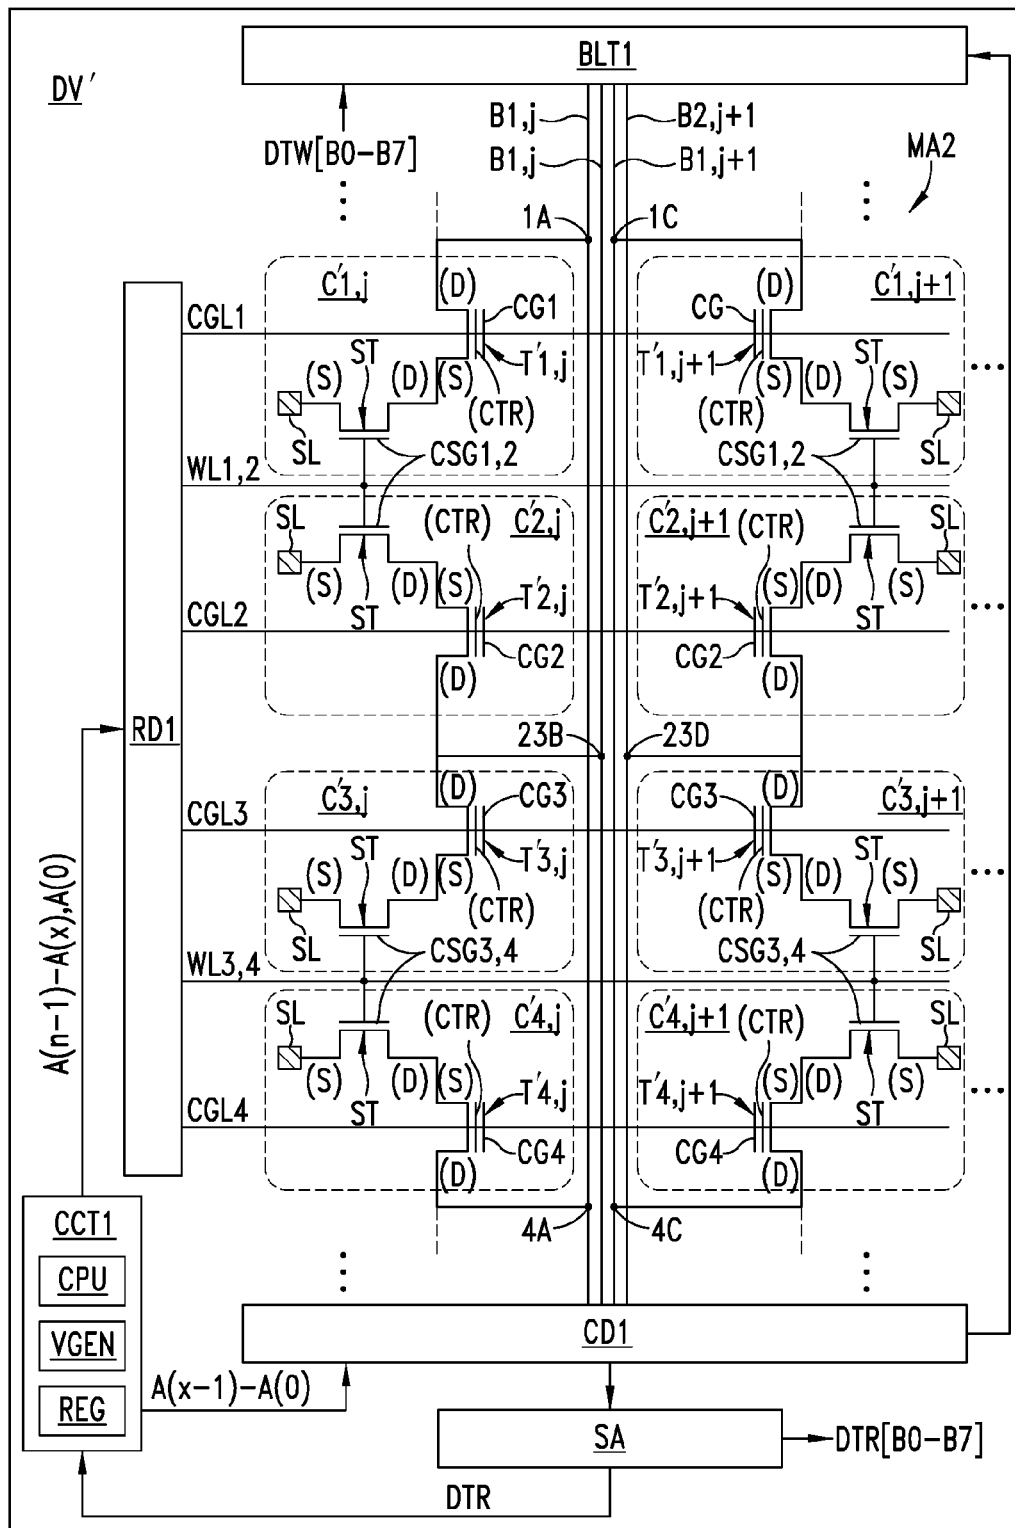 BLT1
DV'
B1,j
B2,j+1
DTW[B0-B7]
B1,j
B1,j+1
MA2
1A
1C
C'1,j
(D)
(D)
C'1,j+1
CGL1
CG1
CG
ST
T'1,j
T'1,j+1
ST
(S)
(D)
(S)
(CTR)
(CTR)
(S)
(D)
(S)
SL
CSG1,2
CSG1,2
SL
WL1,2
SL
(CTR)
C'2,j
C'2,j+1
(CTR)
SL
(S)
(D)
(S)
T'2,j
T'2,j+1
(S)
(D)
(S)
CGL2
ST
CG2
CG2
ST
(D)
(D)
RD1
23B
23D
C'3,j
(D)
CG3
CG3
(D)
C'3,j+1
CGL3
ST
T'3,j
T'3,j+1
ST
(S)
(D)
(S)
(CTR)
(CTR)
(S)
(D)
(S)
SL
CSG3,4
CSG3,4
SL
WL3,4
A(n-1)-A(x),A(0)
SL
(CTR)
C'4,j
C'4,j+1
(CTR)
SL
(S)
(D)
(S)
T'4,j
T'4,j+1
(S)
(D)
(S)
CGL4
ST
CG4
CG4
ST
(D)
(D)
4A
4C
CCT1
CPU
VGEN
REG
CD1
A(x-1)-A(0)
SA
DTR[B0-B7]
DTR